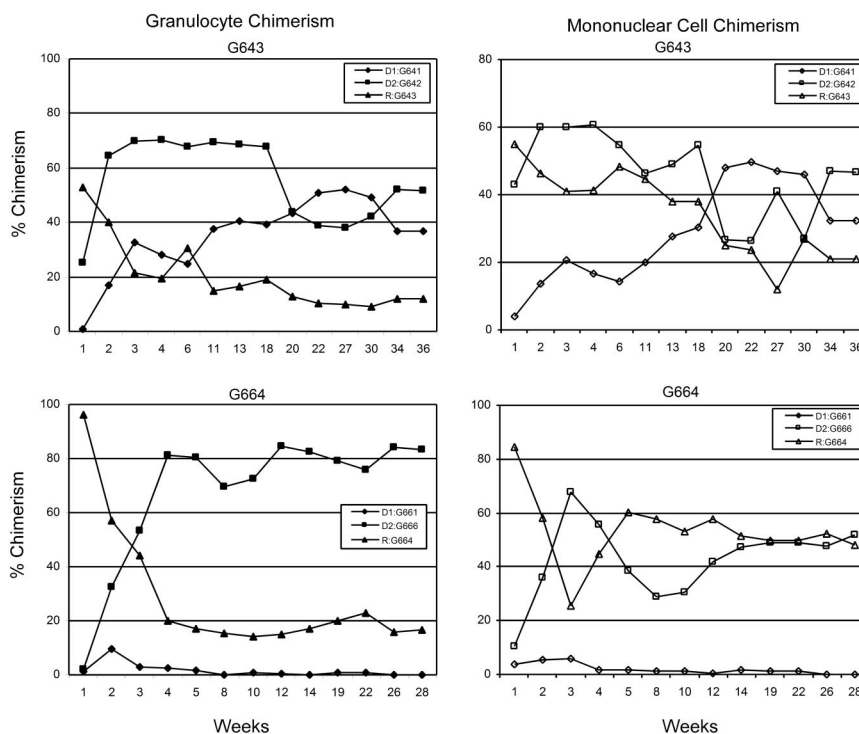 Granulocyte Chimerism
Mononuclear Cell Chimerism
G643
% Chimerism
100
80
60
40
20
0
D1:G641
D2:G642
R:G643
1 2 3 4 6 11 13 18 20 22 27 30 34 36
G643
80
60
40
20
0
D1:G641
D2:G642
R:G643
1 2 3 4 6 11 13 18 20 22 27 30 34 36
G664
% Chimerism
100
80
60
40
20
0
D1:G661
D2:G666
R:G664
1 2 3 4 5 8 10 12 14 19 22 26 28
Weeks
G664
100
80
60
40
20
0
D1:G661
D2:G666
R:G664
1 2 3 4 5 8 10 12 14 19 22 26 28
Weeks